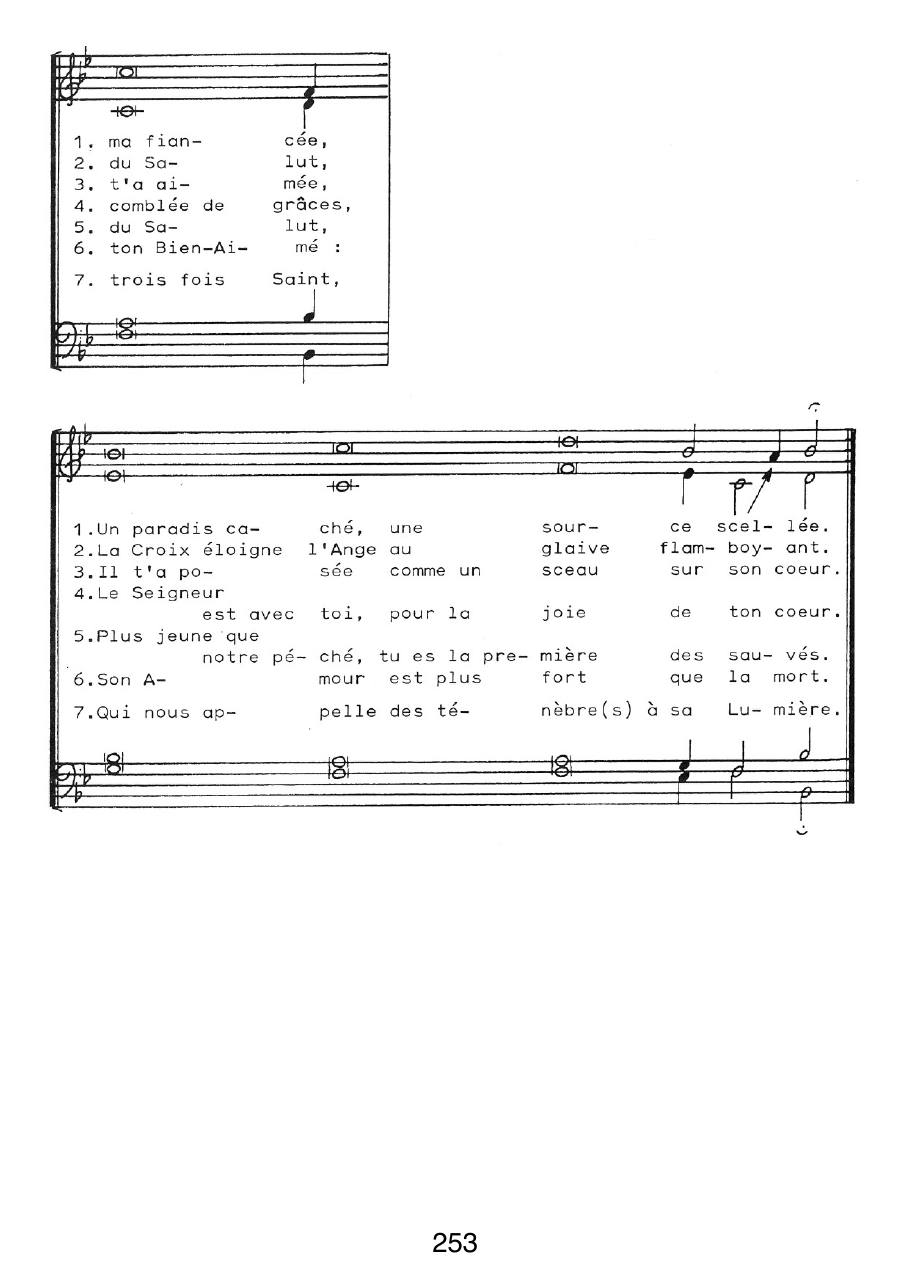 1. ma fian- cée,
2. du Sa- lut,
3. t'a ai- mée,
4. comblée de grâces,
5. du Sa- lut,
6. ton Bien-Ai- mé :
7. trois fois Saint,
1.Un paradis ca- ché, une sour- ce scel- lée.
2.La Croix éloigne l'Ange au glaive flam- boy- ant.
3.Il t'a po- sée comme un sceau sur son coeur.
4.Le Seigneur
est avec toi, pour la joie de ton coeur.
5.Plus jeune que
notre pé- ché, tu es la pre- mière des sau- vés.
6.Son A- mour est plus fort que la mort.
7.Qui nous ap- pelle des té- nèbre(s) à sa Lu- mière.
253